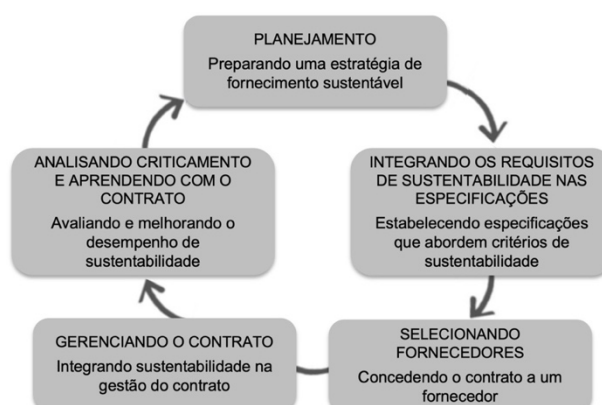 PLANEJAMENTO
Preparando uma estratégia de
fornecimento sustentável
INTEGRANDO OS REQUISITOS
DE SUSTENTABILIDADE NAS
ESPECIFICAÇÕES
Estabelecendo especificações
que abordem critérios de
sustentabilidade
SELECIONANDO
FORNECEDORES
Concedendo o contrato a um
fornecedor
GERENCIANDO O CONTRATO
Integrando sustentabilidade na
gestão do contrato
ANALISANDO CRITICAMENTO
E APRENDENDO COM O
CONTRATO
Avaliando e melhorando o
desempenho de
sustentabilidade